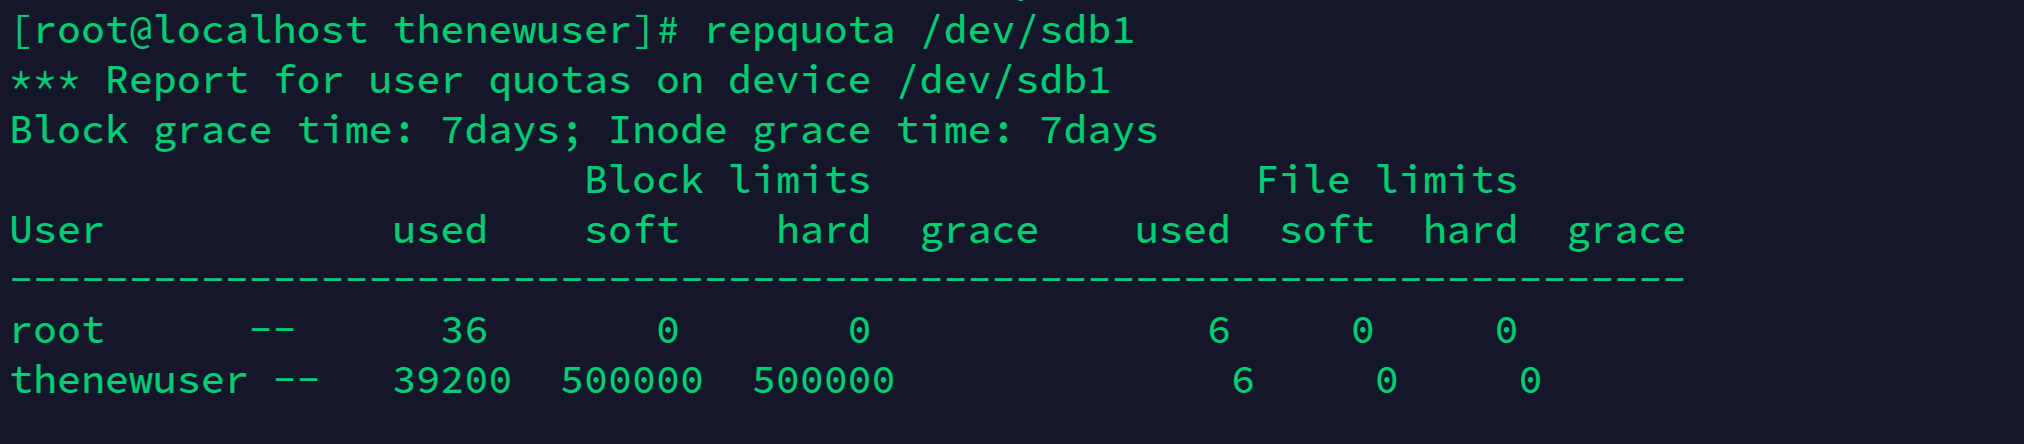 [root@localhost thenewuser]# repquota /dev/sdb1
*** Report for user quotas on device /dev/sdb1
Block grace time: 7days; Inode grace time: 7days
                        Block limits                File limits
User            used    soft    hard  grace    used  soft  hard  grace
----------------------------------------------------------------------
root      --      36       0       0              6     0     0
thenewuser --   39200  500000  500000              6     0     0